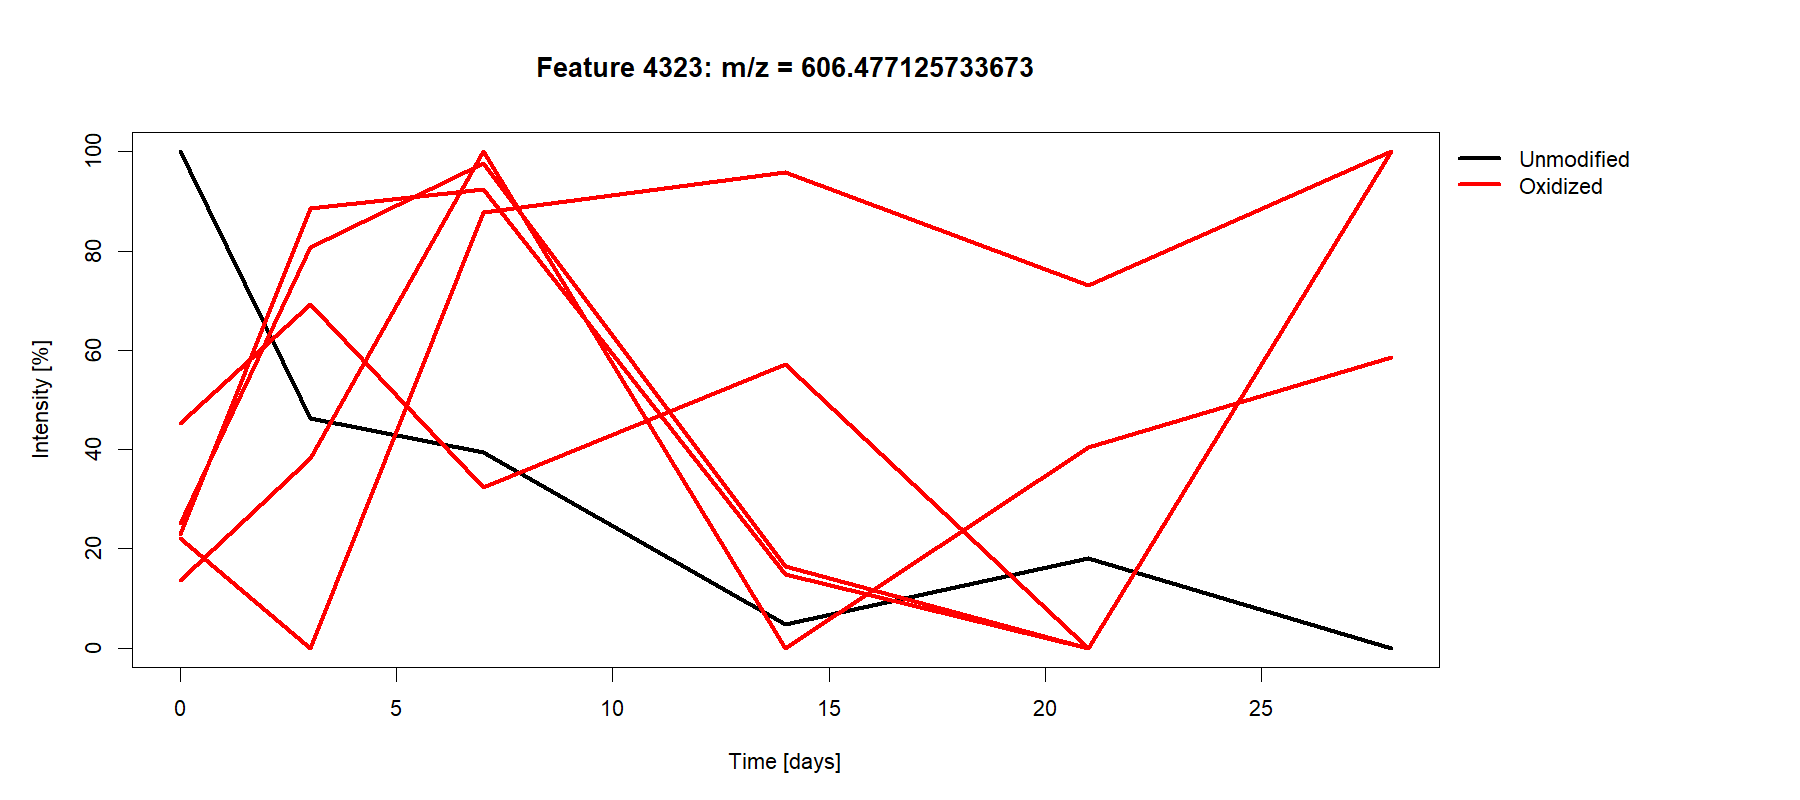 Feature 4323: m/z = 606.477125733673
Unmodified
Oxidized
Intensity [%]
100
80
60
40
20
0
0 5 10 15 20 25
Time [days]